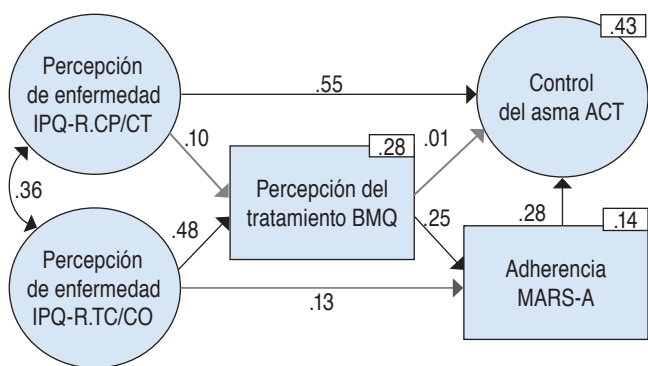 .43
Percepción
de enfermedad
IPQ-R.CP/CT
Control
del asma ACT
.55
.10
.28
.01
.36
Percepción del
tratamiento BMQ
.48
.25
.28
.14
Percepción
de enfermedad
IPQ-R.TC/CO
Adherencia
MARS-A
.13